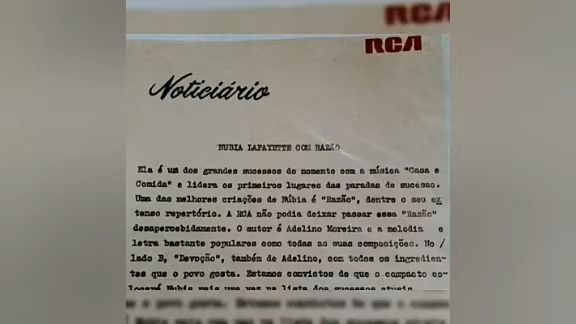 RCA
RCA
Noticiário
NUBIA LAFAYETTE COM RAZÃO
Ela é um dos grandes sucessos do momento com a música "Casa e
Comida" e lidera os primeiros lugares das paradas de sucesso.
Uma das melhores criações de Núbia é "Razão", dentre o seu ex
tenso repertório. A RCA não podia deixar passar essa "Razão"
desapercebidamente. O autor é Adelino Moreira e a melodia e
letra bastante populares como todas as suas composições. No /
lado B, "Devoção", também de Adelino, com todos os ingredien-
tes que o povo gosta. Estamos convictos de que o compacto co-
locará Nubia mais uma vez na lista dos sucessos atuais.